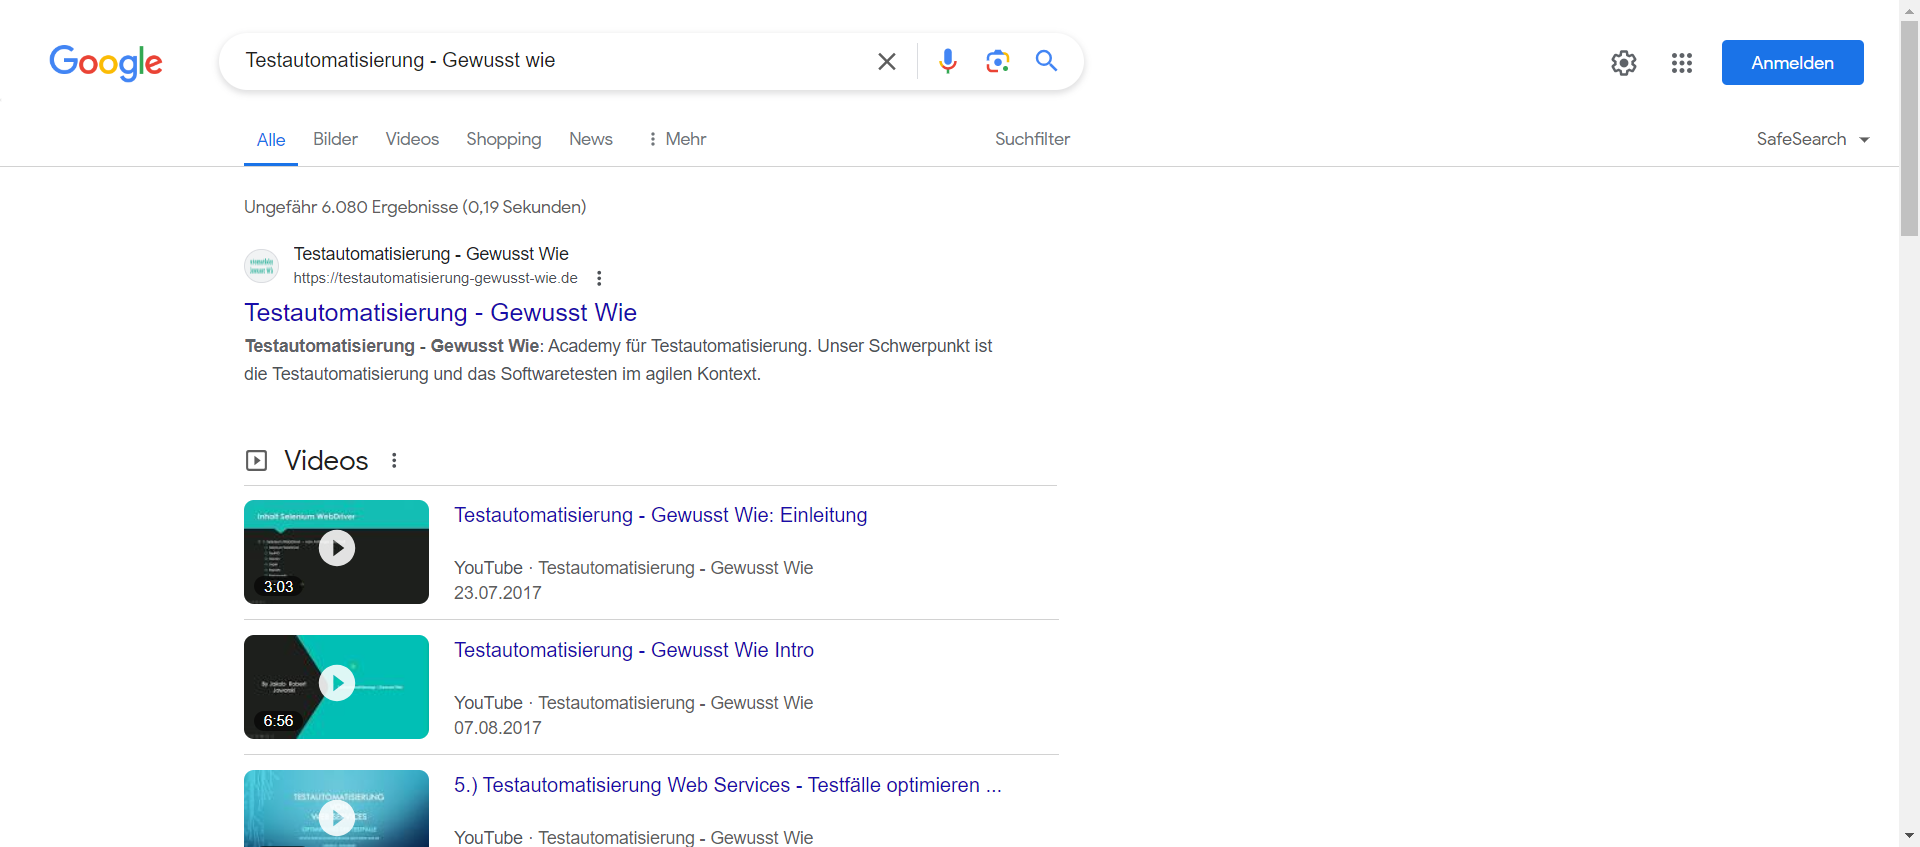 Google
Testautomatisierung - Gewusst wie
Anmelden
Alle Bilder Videos Shopping News Mehr Suchfilter SafeSearch
Ungefähr 6.080 Ergebnisse (0,19 Sekunden)
Testautomatisierung - Gewusst Wie
https://testautomatisierung-gewusst-wie.de
Testautomatisierung - Gewusst Wie
Testautomatisierung - Gewusst Wie: Academy für Testautomatisierung. Unser Schwerpunkt ist
die Testautomatisierung und das Softwaretesten im agilen Kontext.
Videos
Inhalt Selenium WebDriver
3:03
Testautomatisierung - Gewusst Wie: Einleitung
YouTube · Testautomatisierung - Gewusst Wie
23.07.2017
By Jakob Robert
Jaworski
6:56
Testautomatisierung - Gewusst Wie Intro
YouTube · Testautomatisierung - Gewusst Wie
07.08.2017
TESTAUTOMATISIERUNG
5.) Testautomatisierung Web Services - Testfälle optimieren ...
YouTube · Testautomatisierung - Gewusst Wie